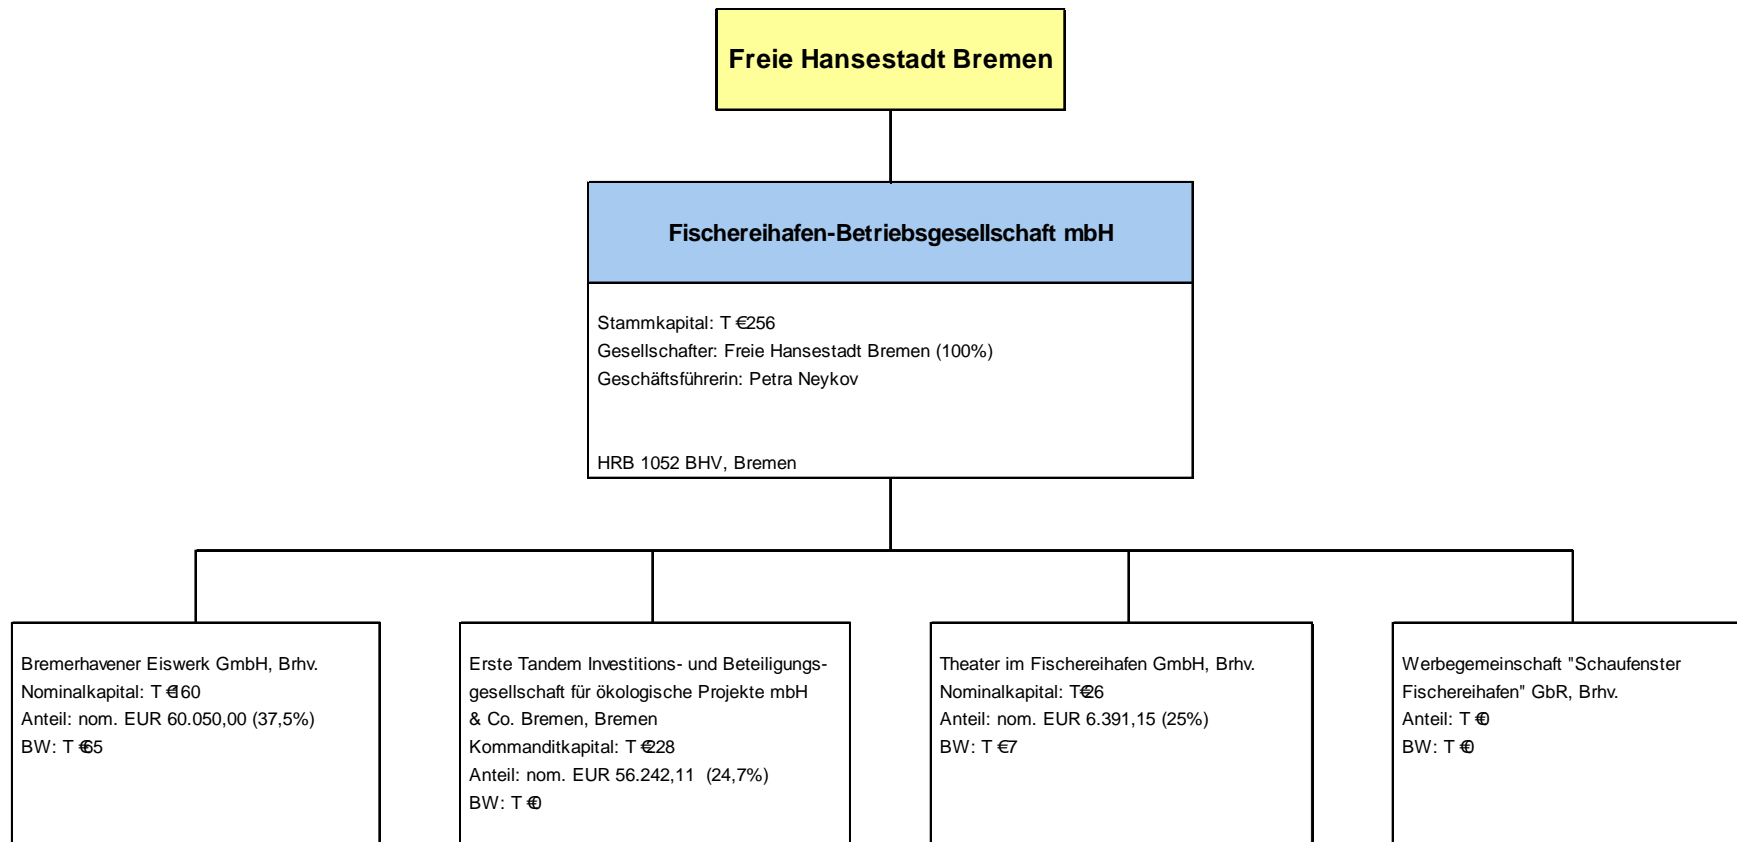 Freie Hansestadt Bremen
Fischereihafen-Betriebsgesellschaft mbH
Stammkapital: T €256
Gesellschafter: Freie Hansestadt Bremen (100%)
Geschäftsführerin: Petra Neykov
HRB 1052 BHV, Bremen
Bremerhavener Eiswerk GmbH, Brhv.
Nominalkapital: T €160
Anteil: nom. EUR 60.050,00 (37,5%)
BW: T €65
Erste Tandem Investitions- und Beteiligungs-
gesellschaft für ökologische Projekte mbH
& Co. Bremen, Bremen
Kommanditkapital: T €228
Anteil: nom. EUR 56.242,11 (24,7%)
BW: T €0
Theater im Fischereihafen GmbH, Brhv.
Nominalkapital: T€26
Anteil: nom. EUR 6.391,15 (25%)
BW: T €7
Werbegemeinschaft "Schaufenster
Fischereihafen" GbR, Brhv.
Anteil: T €0
BW: T €0